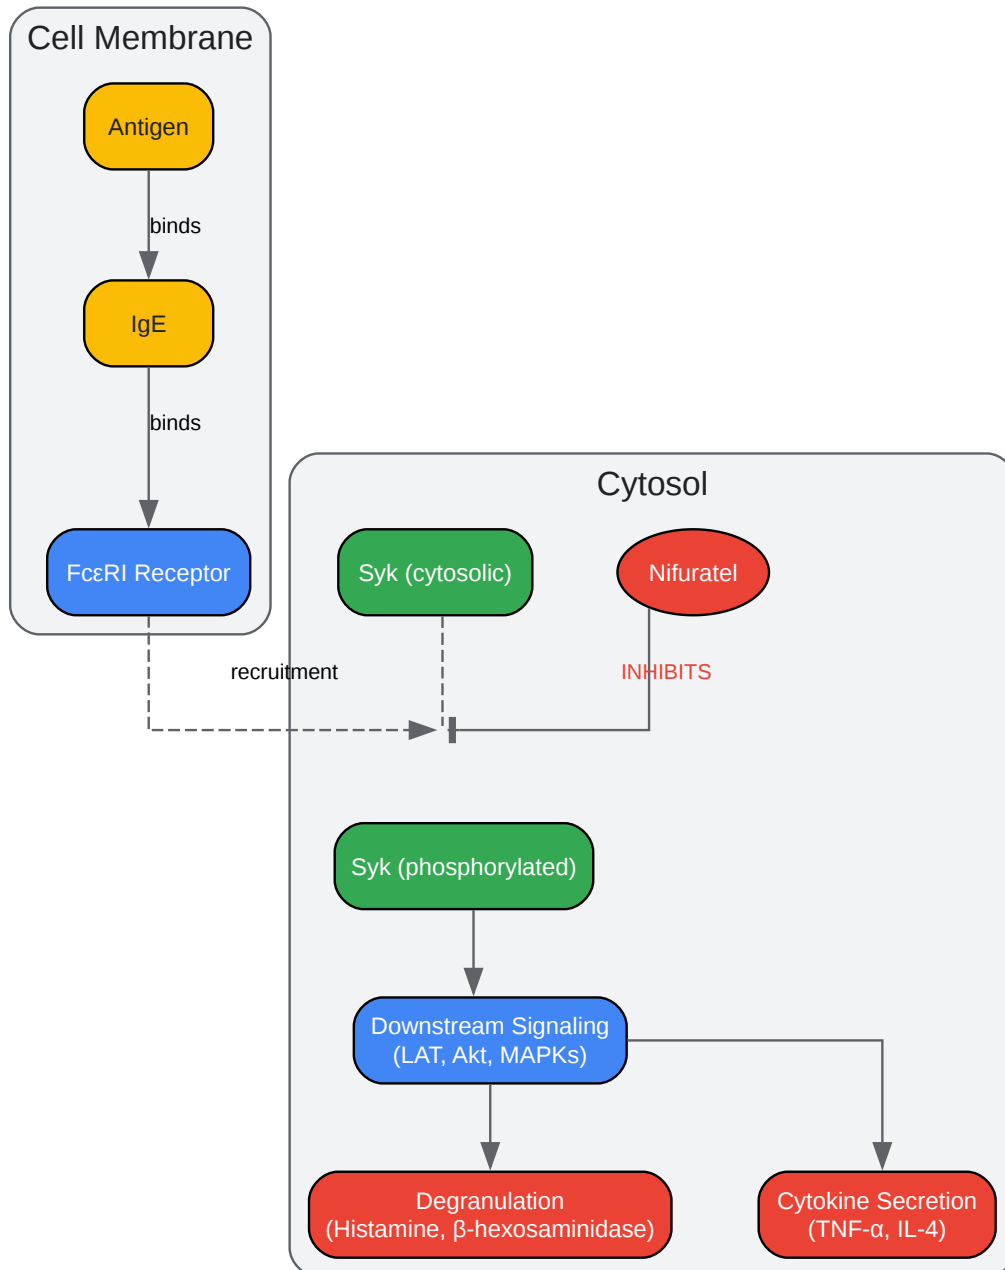 Cell Membrane
Antigen
binds
IgE
binds
Cytosol
FcεRI Receptor
Syk (cytosolic)
Nifuratel
recruitment
INHIBITS
Syk (phosphorylated)
Downstream Signaling
(LAT, Akt, MAPKs)
Degranulation
(Histamine, β-hexosaminidase)
Cytokine Secretion
(TNF-α, IL-4)